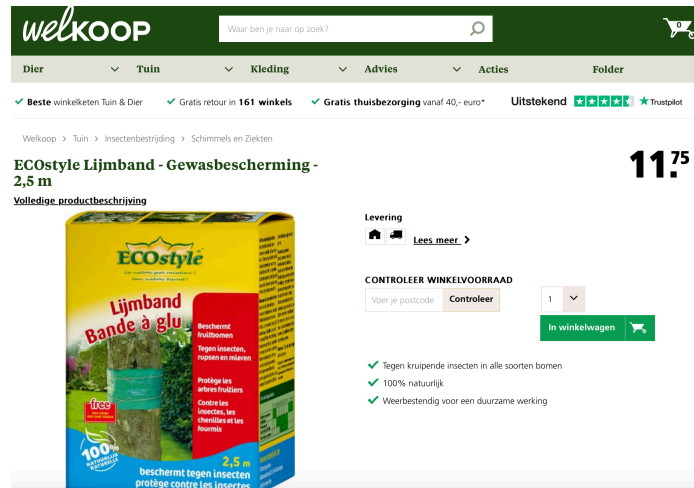 welkoop
Waar ben je naar op zoek?
0
Dier
Tuin
Kleding
Advies
Acties
Folder
Beste winkelketen Tuin & Dier
Gratis retour in 161 winkels
Gratis thuisbezorging vanaf 40,- euro*
Uitstekend
Trustpilot
Welkoop > Tuin > Insectenbestrijding > Schimmels en Ziekten
ECOstyle Lijmband - Gewasbescherming -
2,5 m
11.75
Volledige productbeschrijving
Levering
Lees meer
CONTROLEER WINKELVOORRAAD
Voer je postcode
Controleer
1
In winkelwagen
Tegen kruipende insecten in alle soorten bomen
100% natuurlijk
Weerbestendig voor een duurzame werking
ECOstyle
Lijmband
Bande à glu
Beschermt
fruitbomen
Tegen insecten,
rupsen en mieren
Protège les
arbres fruitiers
Contre les
insectes, les
chenilles et les
fourmis
free
100%
NATUURLIJK
NATURELLE
2,5 m
beschermt tegen insecten
protège contre les insectes